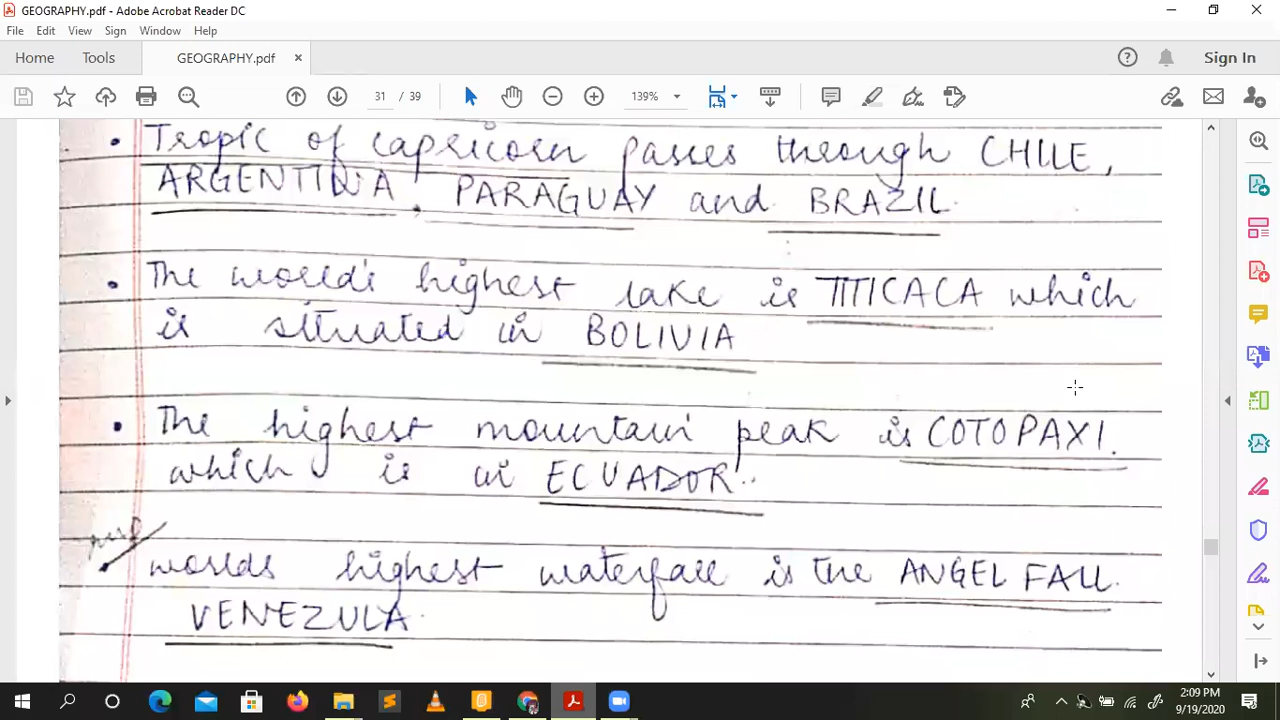 GEOGRAPHY.pdf - Adobe Acrobat Reader DC
File Edit View Sign Window Help
Home Tools GEOGRAPHY.pdf × Sign In
31 / 39 139%
• Tropic of capricorn passes through CHILE,
ARGENTINA, PARAGUAY and BRAZIL.
• The world's highest lake is TITICACA which
is situated in BOLIVIA
• The highest mountain peak is COTOPAXI.
which is in ECUADOR..
worlds highest waterfall is the ANGEL FALL.
VENEZULA.
2:09 PM
9/19/2020